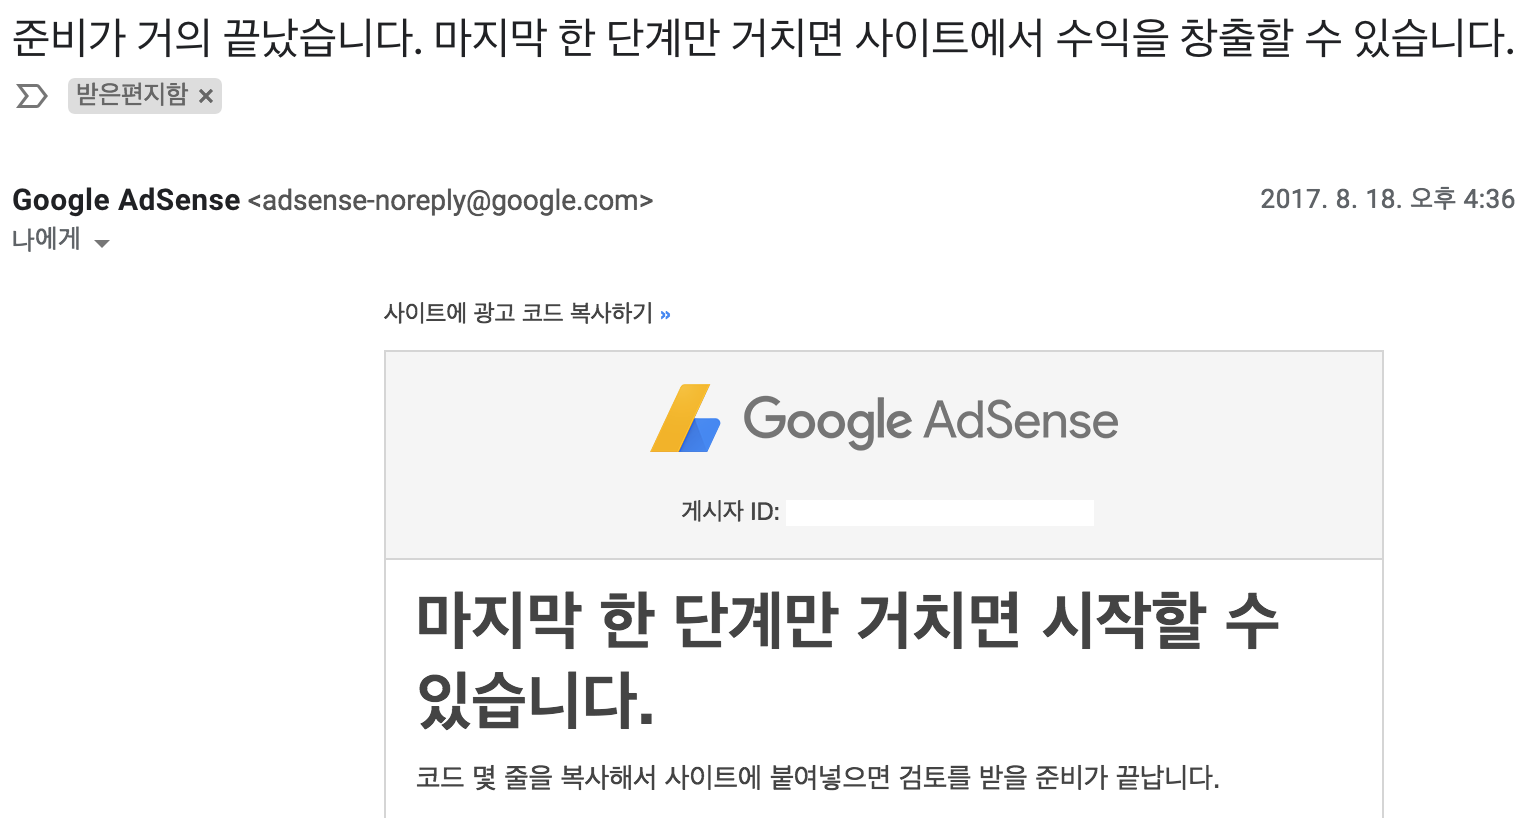 준비가 거의 끝났습니다. 마지막 한 단계만 거치면 사이트에서 수익을 창출할 수 있습니다.
받은편지함 ×
Google AdSense <adsense-noreply@google.com> 2017. 8. 18. 오후 4:36
나에게
사이트에 광고 코드 복사하기 »
Google AdSense
게시자 ID:
마지막 한 단계만 거치면 시작할 수
있습니다.
코드 몇 줄을 복사해서 사이트에 붙여넣으면 검토를 받을 준비가 끝납니다.